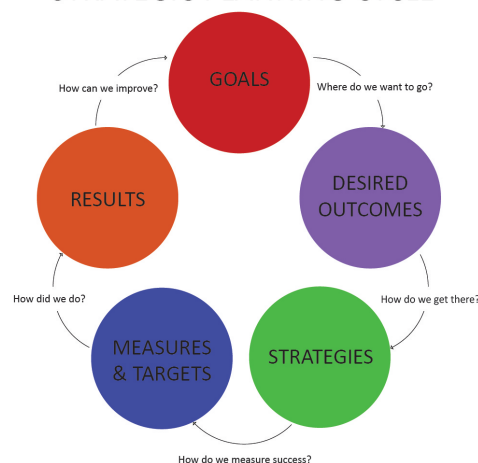 GOALS
How can we improve?
Where do we want to go?
DESIRED
OUTCOMES
RESULTS
How did we do?
How do we get there?
MEASURES
& TARGETS
STRATEGIES
How do we measure success?